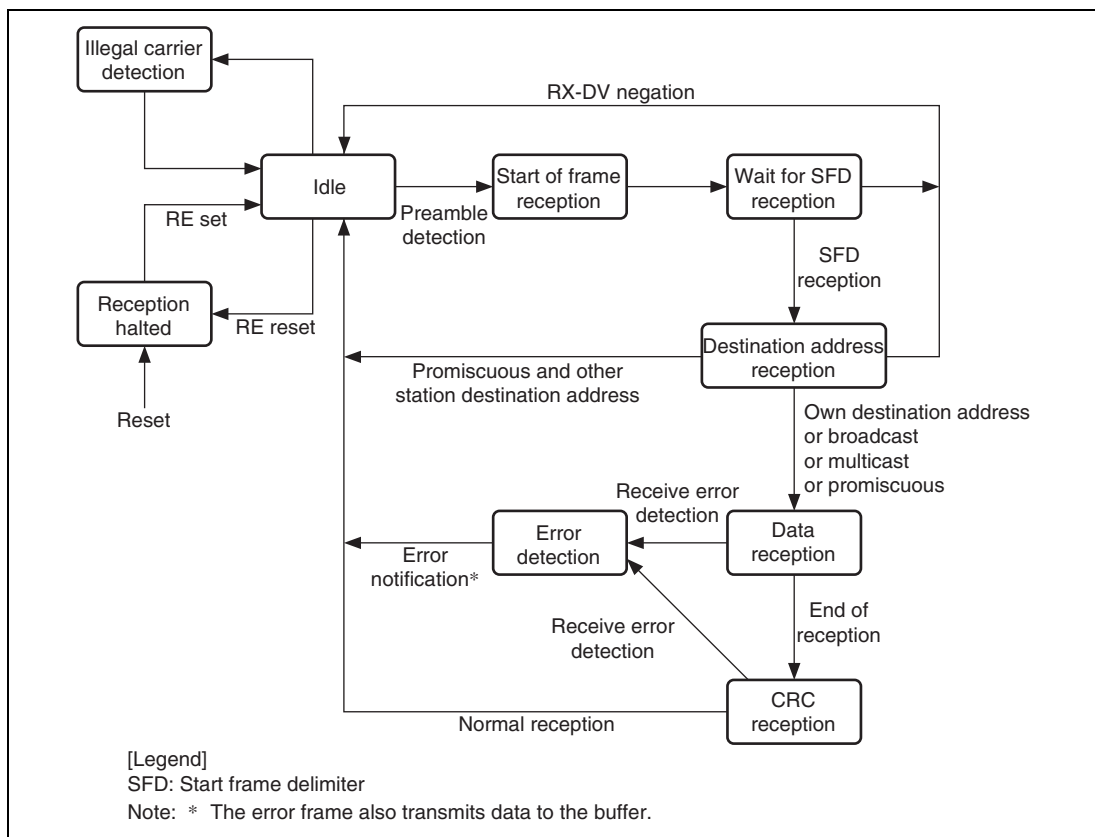 Illegal carrier
detection
RX-DV negation
Idle
Start of frame
reception
Wait for SFD
reception
Preamble
detection
RE set
SFD
reception
Reception
halted
RE reset
Destination address
reception
Promiscuous and other
station destination address
Reset
Own destination address
or broadcast
or multicast
or promiscuous
Receive error
detection
Error
detection
Data
reception
Error
notification*
End of
reception
Receive error
detection
CRC
reception
Normal reception
[Legend]
SFD: Start frame delimiter
Note: * The error frame also transmits data to the buffer.